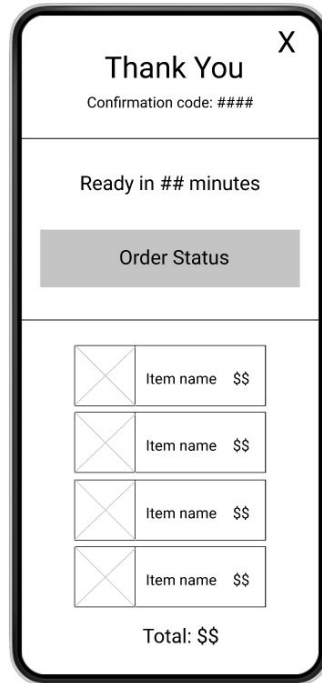 X
Thank You
Confirmation code: ####
Ready in ## minutes
Order Status
Item name $$
Item name $$
Item name $$
Item name $$
Total: $$